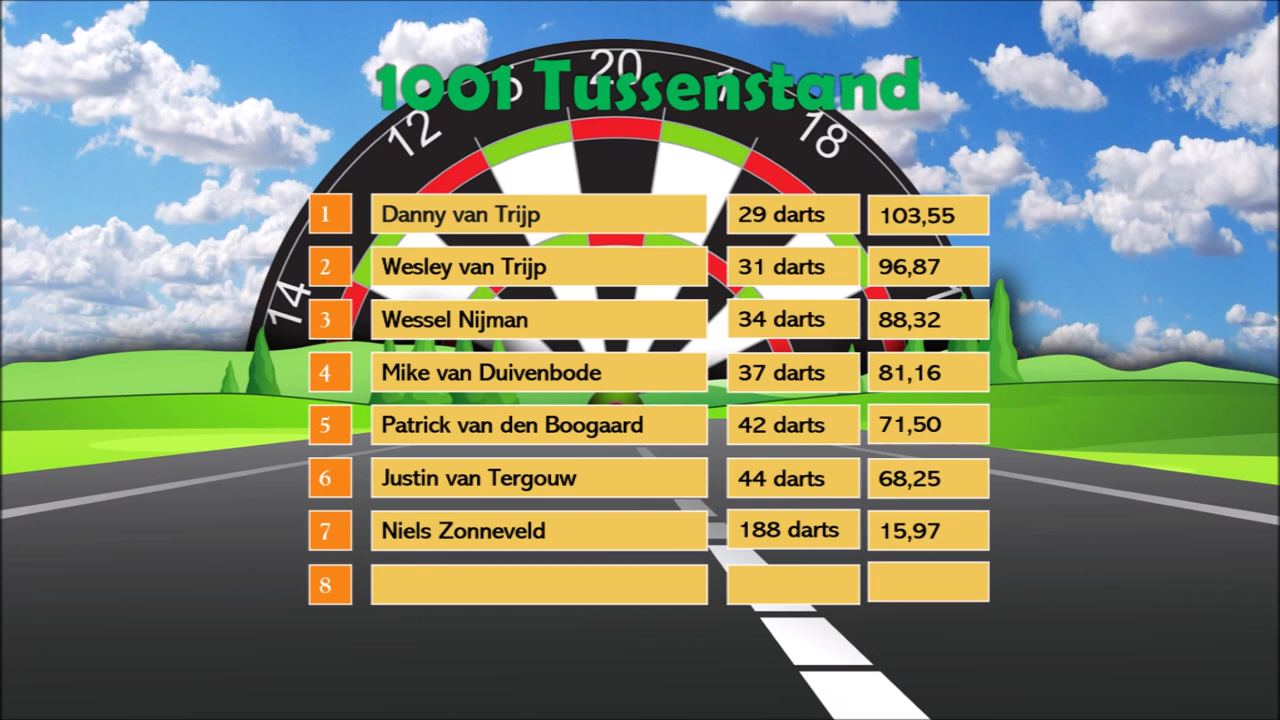 20
1001 Tussenstand
12
18
14
1 Danny van Trijp 29 darts 103,55
2 Wesley van Trijp 31 darts 96,87
3 Wessel Nijman 34 darts 88,32
4 Mike van Duivenbode 37 darts 81,16
5 Patrick van den Boogaard 42 darts 71,50
6 Justin van Tergouw 44 darts 68,25
7 Niels Zonneveld 188 darts 15,97
8